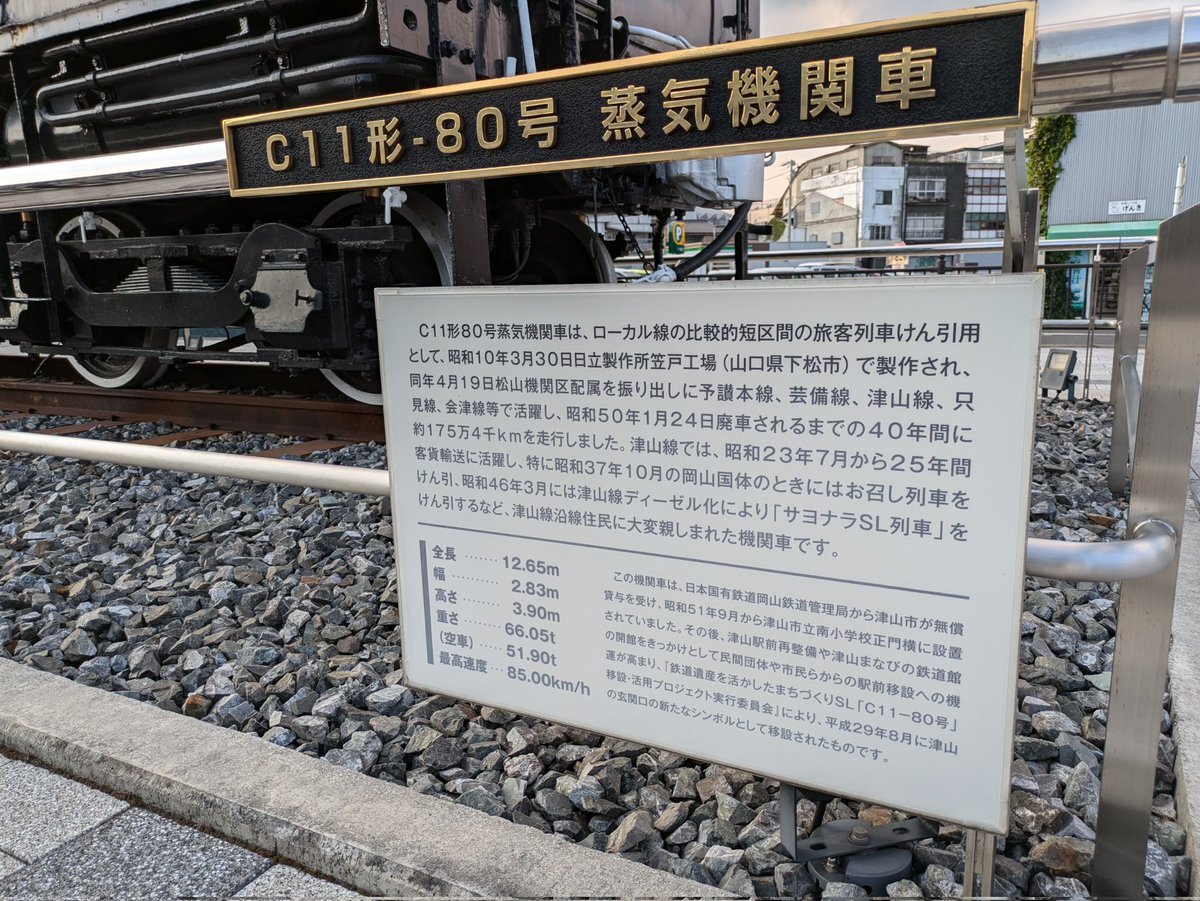 C11形-80号 蒸気機関車
C11形80号蒸気機関車は、ローカル線の比較的短区間の旅客列車けん引用
として、昭和10年3月30日日立製作所笠戸工場（山口県下松市）で製作され、
同年4月19日松山機関区配属を振り出しに予讃本線、芸備線、津山線、只
見線、会津線等で活躍し、昭和50年1月24日廃車されるまでの40年間に
約175万4千kmを走行しました。津山線では、昭和23年7月から25年間
客貨輸送に活躍し、特に昭和37年10月の岡山国体のときにはお召し列車を
けん引、昭和46年3月には津山線ディーゼル化により「サヨナラSL列車」を
けん引するなど、津山線沿線住民に大変親しまれた機関車です。
全長 ........ 12.65m
幅 .......... 2.83m
高さ ........ 3.90m
重さ ........ 66.05t
（空車） ...... 51.90t
最高速度 .... 85.00km/h
この機関車は、日本国有鉄道岡山鉄道管理局から津山市が無償
貸与を受け、昭和51年9月から津山市立南小学校正門横に設置
されていました。その後、津山駅前再整備や津山まなびの鉄道館
の開館をきっかけとして民間団体や市民らからの駅前移設への機
運が高まり、『鉄道遺産を活かしたまちづくりSL「C11−80号」
移設・活用プロジェクト実行委員会』により、平成29年8月に津山
の玄関口の新たなシンボルとして移設されたものです。
げんき